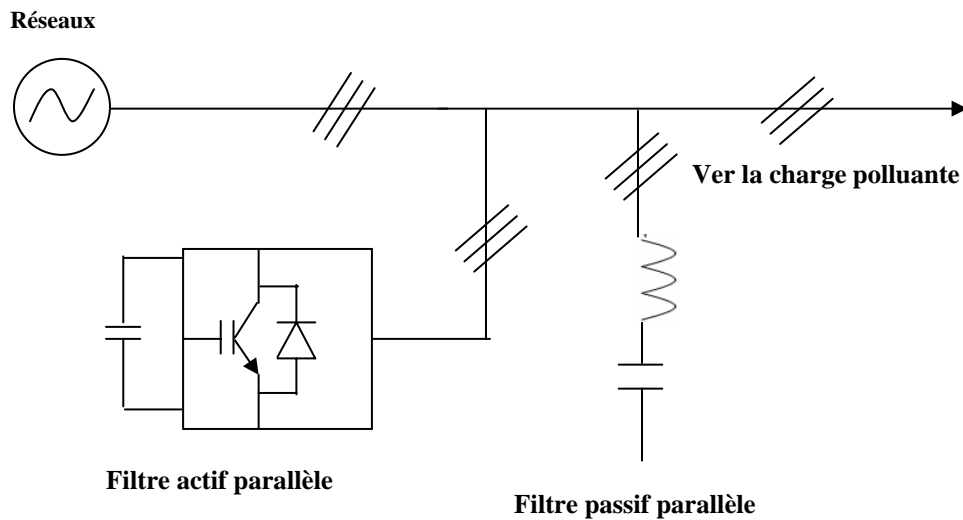 Réseaux
Ver la charge polluante
Filtre actif parallèle
Filtre passif parallèle